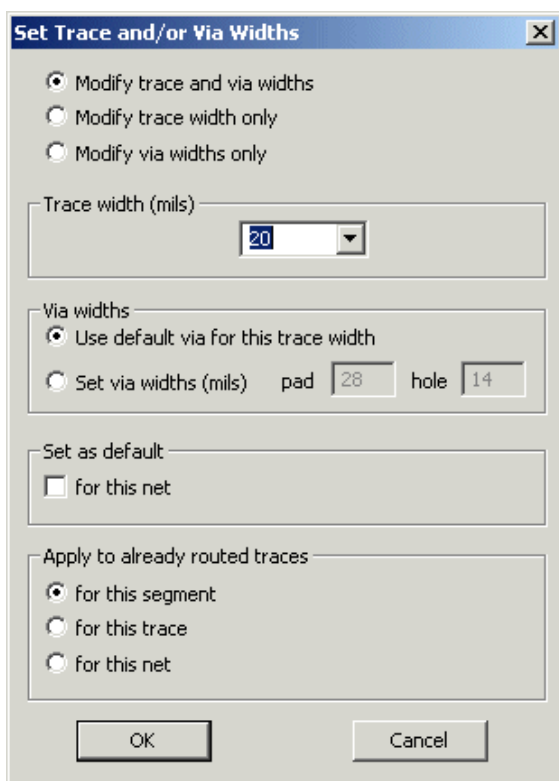 Set Trace and/or Via Widths
Modify trace and via widths
Modify trace width only
Modify via widths only
Trace width (mils)
20
Via widths
Use default via for this trace width
Set via widths (mils) pad 28 hole 14
Set as default
for this net
Apply to already routed traces
for this segment
for this trace
for this net
OK Cancel